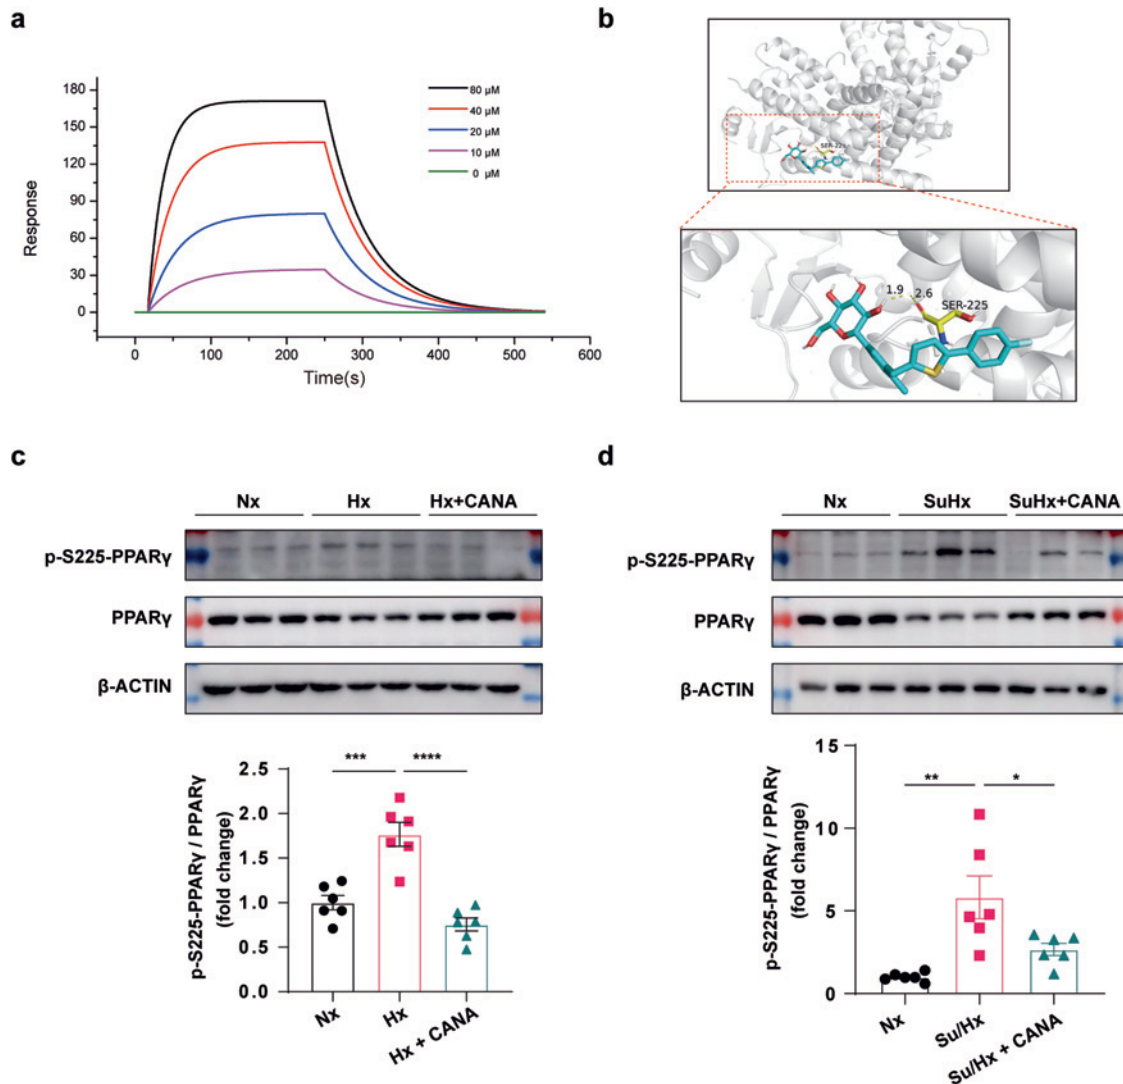 a
180
150
120
90
60
30
0
Response
0
100
200
300
400
500
600
Time(s)
80 μM
40 μM
20 μM
10 μM
0 μM
b
1.9
2.6
SER-225
c
Nx
Hx
Hx+CANA
p-S225-PPARγ
PPARγ
β-ACTIN
p-S225-PPARγ / PPARγ
(fold change)
2.5
2.0
1.5
1.0
0.5
0.0
***
****
Nx
Hx
Hx + CANA
d
Nx
SuHx
SuHx+CANA
p-S225-PPARγ
PPARγ
β-ACTIN
p-S225-PPARγ / PPARγ
(fold change)
15
10
5
0
**
*
Nx
Su/Hx
Su/Hx + CANA